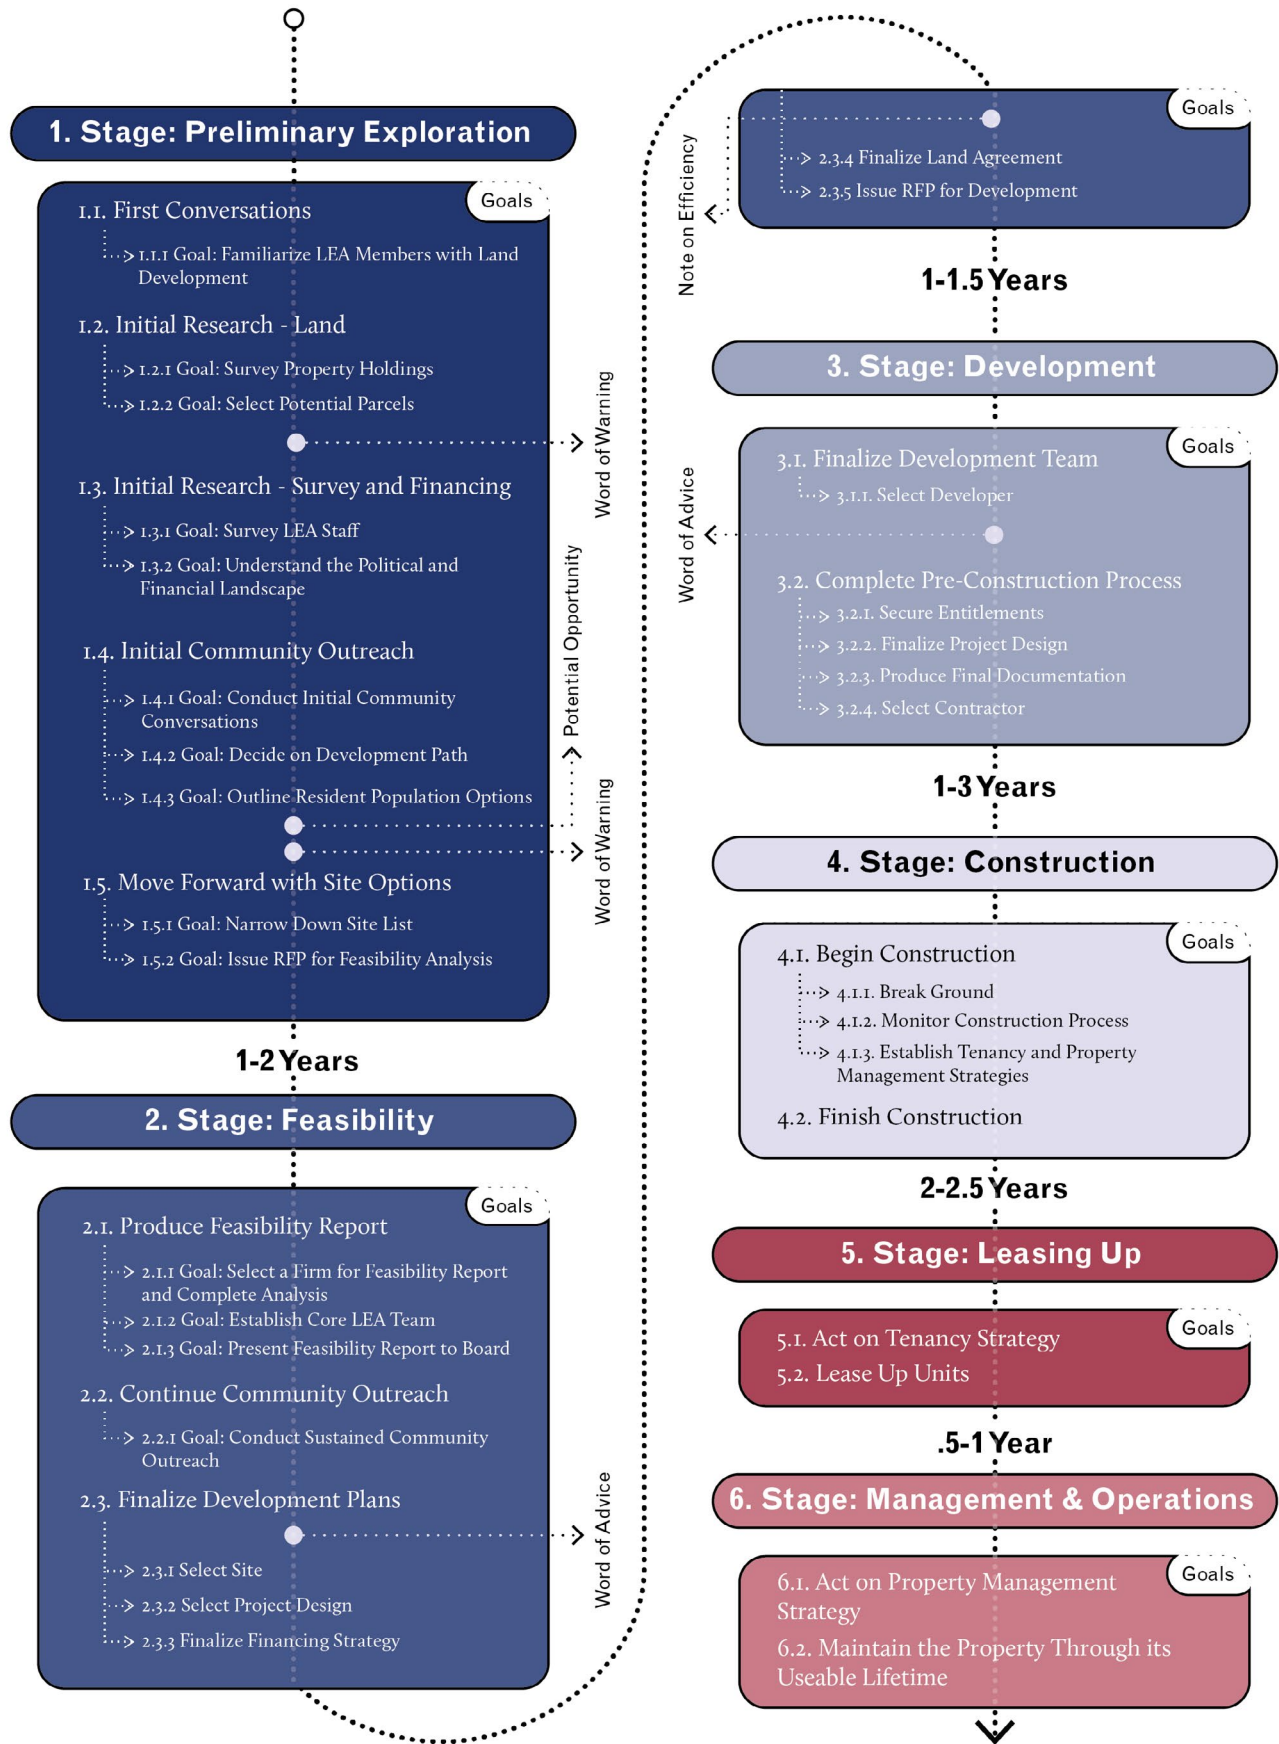 1. Stage: Preliminary Exploration
Goals
1.1. First Conversations
1.1.1 Goal: Familiarize LEA Members with Land
Development
1.2. Initial Research - Land
1.2.1 Goal: Survey Property Holdings
1.2.2 Goal: Select Potential Parcels
Word of Warning
1.3. Initial Research - Survey and Financing
1.3.1 Goal: Survey LEA Staff
1.3.2 Goal: Understand the Political and
Financial Landscape
1.4. Initial Community Outreach
1.4.1 Goal: Conduct Initial Community
Conversations
1.4.2 Goal: Decide on Development Path
1.4.3 Goal: Outline Resident Population Options
Potential Opportunity
Word of Warning
1.5. Move Forward with Site Options
1.5.1 Goal: Narrow Down Site List
1.5.2 Goal: Issue RFP for Feasibility Analysis
1-2 Years
2. Stage: Feasibility
Goals
2.1. Produce Feasibility Report
2.1.1 Goal: Select a Firm for Feasibility Report
and Complete Analysis
2.1.2 Goal: Establish Core LEA Team
2.1.3 Goal: Present Feasibility Report to Board
2.2. Continue Community Outreach
2.2.1 Goal: Conduct Sustained Community
Outreach
2.3. Finalize Development Plans
Word of Advice
2.3.1 Select Site
2.3.2 Select Project Design
2.3.3 Finalize Financing Strategy
Goals
Note on Efficiency
2.3.4 Finalize Land Agreement
2.3.5 Issue RFP for Development
1-1.5 Years
3. Stage: Development
Goals
3.1. Finalize Development Team
3.1.1. Select Developer
Word of Advice
3.2. Complete Pre-Construction Process
3.2.1. Secure Entitlements
3.2.2. Finalize Project Design
3.2.3. Produce Final Documentation
3.2.4. Select Contractor
1-3 Years
4. Stage: Construction
Goals
4.1. Begin Construction
4.1.1. Break Ground
4.1.2. Monitor Construction Process
4.1.3. Establish Tenancy and Property
Management Strategies
4.2. Finish Construction
2-2.5 Years
5. Stage: Leasing Up
Goals
5.1. Act on Tenancy Strategy
5.2. Lease Up Units
.5-1 Year
6. Stage: Management & Operations
Goals
6.1. Act on Property Management
Strategy
6.2. Maintain the Property Through its
Useable Lifetime